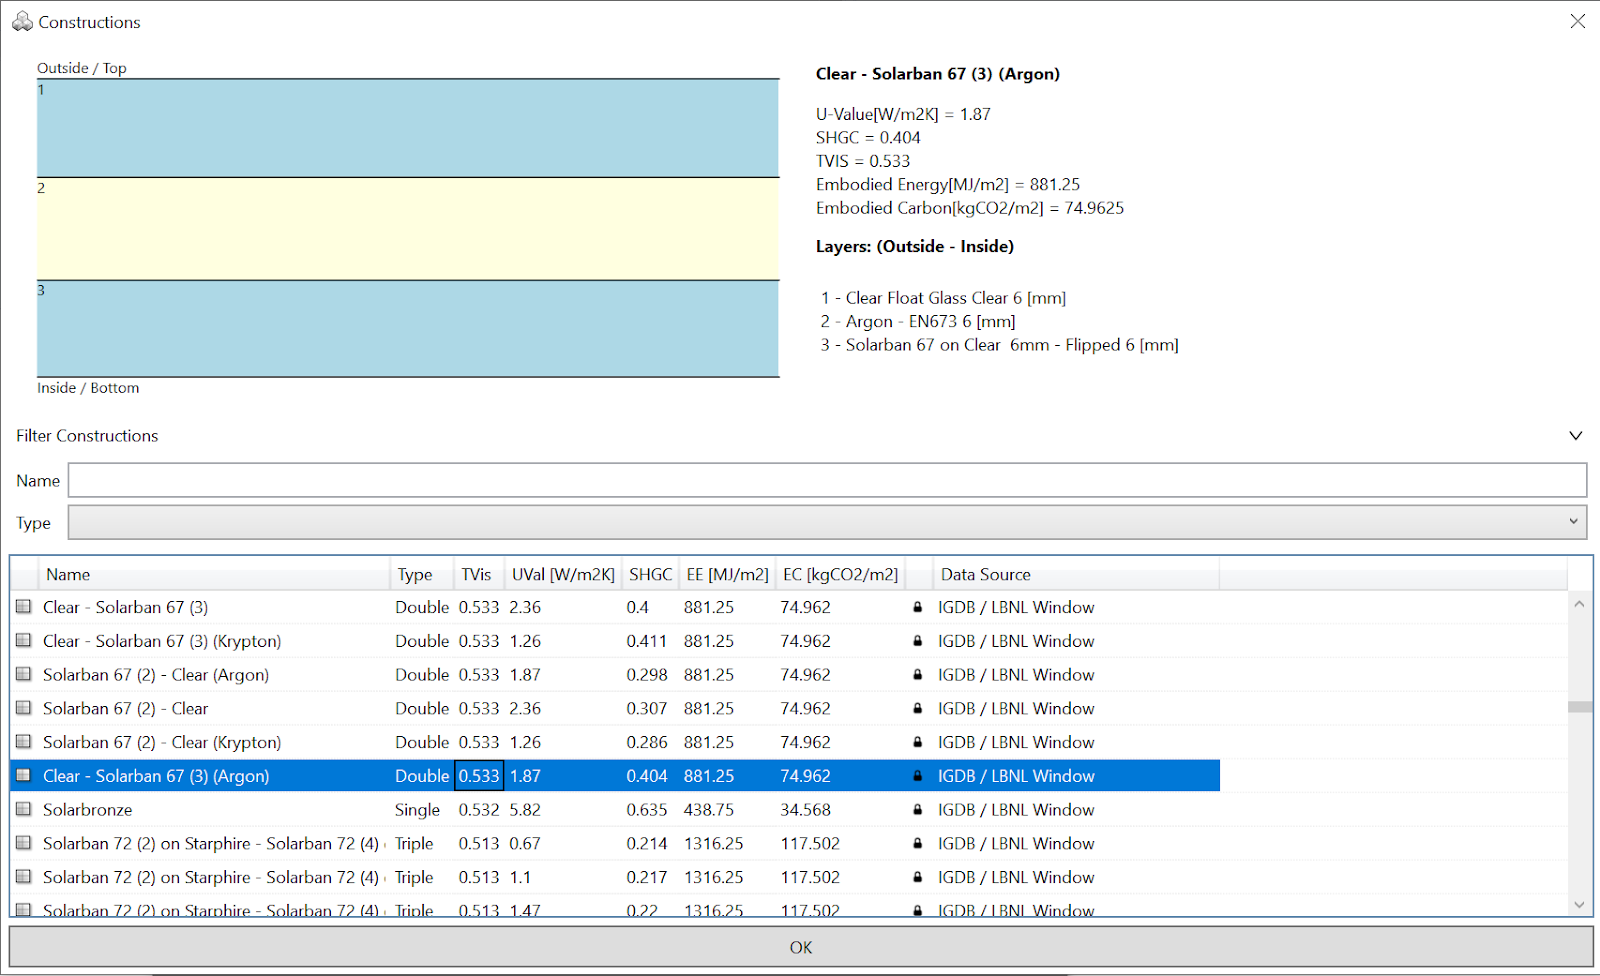 Constructions
Outside / Top
1
2
3
Inside / Bottom
Clear - Solarban 67 (3) (Argon)
U-Value[W/m2K] = 1.87
SHGC = 0.404
TVIS = 0.533
Embodied Energy[MJ/m2] = 881.25
Embodied Carbon[kgCO2/m2] = 74.9625
Layers: (Outside - Inside)
1 - Clear Float Glass Clear 6 [mm]
2 - Argon - EN673 6 [mm]
3 - Solarban 67 on Clear  6mm - Flipped 6 [mm]
Filter Constructions
Name
Type
Name Type TVis UVal [W/m2K] SHGC EE [MJ/m2] EC [kgCO2/m2] Data Source
Clear - Solarban 67 (3) Double 0.533 2.36 0.4 881.25 74.962 IGDB / LBNL Window
Clear - Solarban 67 (3) (Krypton) Double 0.533 1.26 0.411 881.25 74.962 IGDB / LBNL Window
Solarban 67 (2) - Clear (Argon) Double 0.533 1.87 0.298 881.25 74.962 IGDB / LBNL Window
Solarban 67 (2) - Clear Double 0.533 2.36 0.307 881.25 74.962 IGDB / LBNL Window
Solarban 67 (2) - Clear (Krypton) Double 0.533 1.26 0.286 881.25 74.962 IGDB / LBNL Window
Clear - Solarban 67 (3) (Argon) Double 0.533 1.87 0.404 881.25 74.962 IGDB / LBNL Window
Solarbronze Single 0.532 5.82 0.635 438.75 34.568 IGDB / LBNL Window
Solarban 72 (2) on Starphire - Solarban 72 (4) Triple 0.513 0.67 0.214 1316.25 117.502 IGDB / LBNL Window
Solarban 72 (2) on Starphire - Solarban 72 (4) Triple 0.513 1.1 0.217 1316.25 117.502 IGDB / LBNL Window
Solarban 72 (2) on Starphire - Solarban 72 (4) Triple 0.513 1.47 0.22 1316.25 117.502 IGDB / LBNL Window
OK